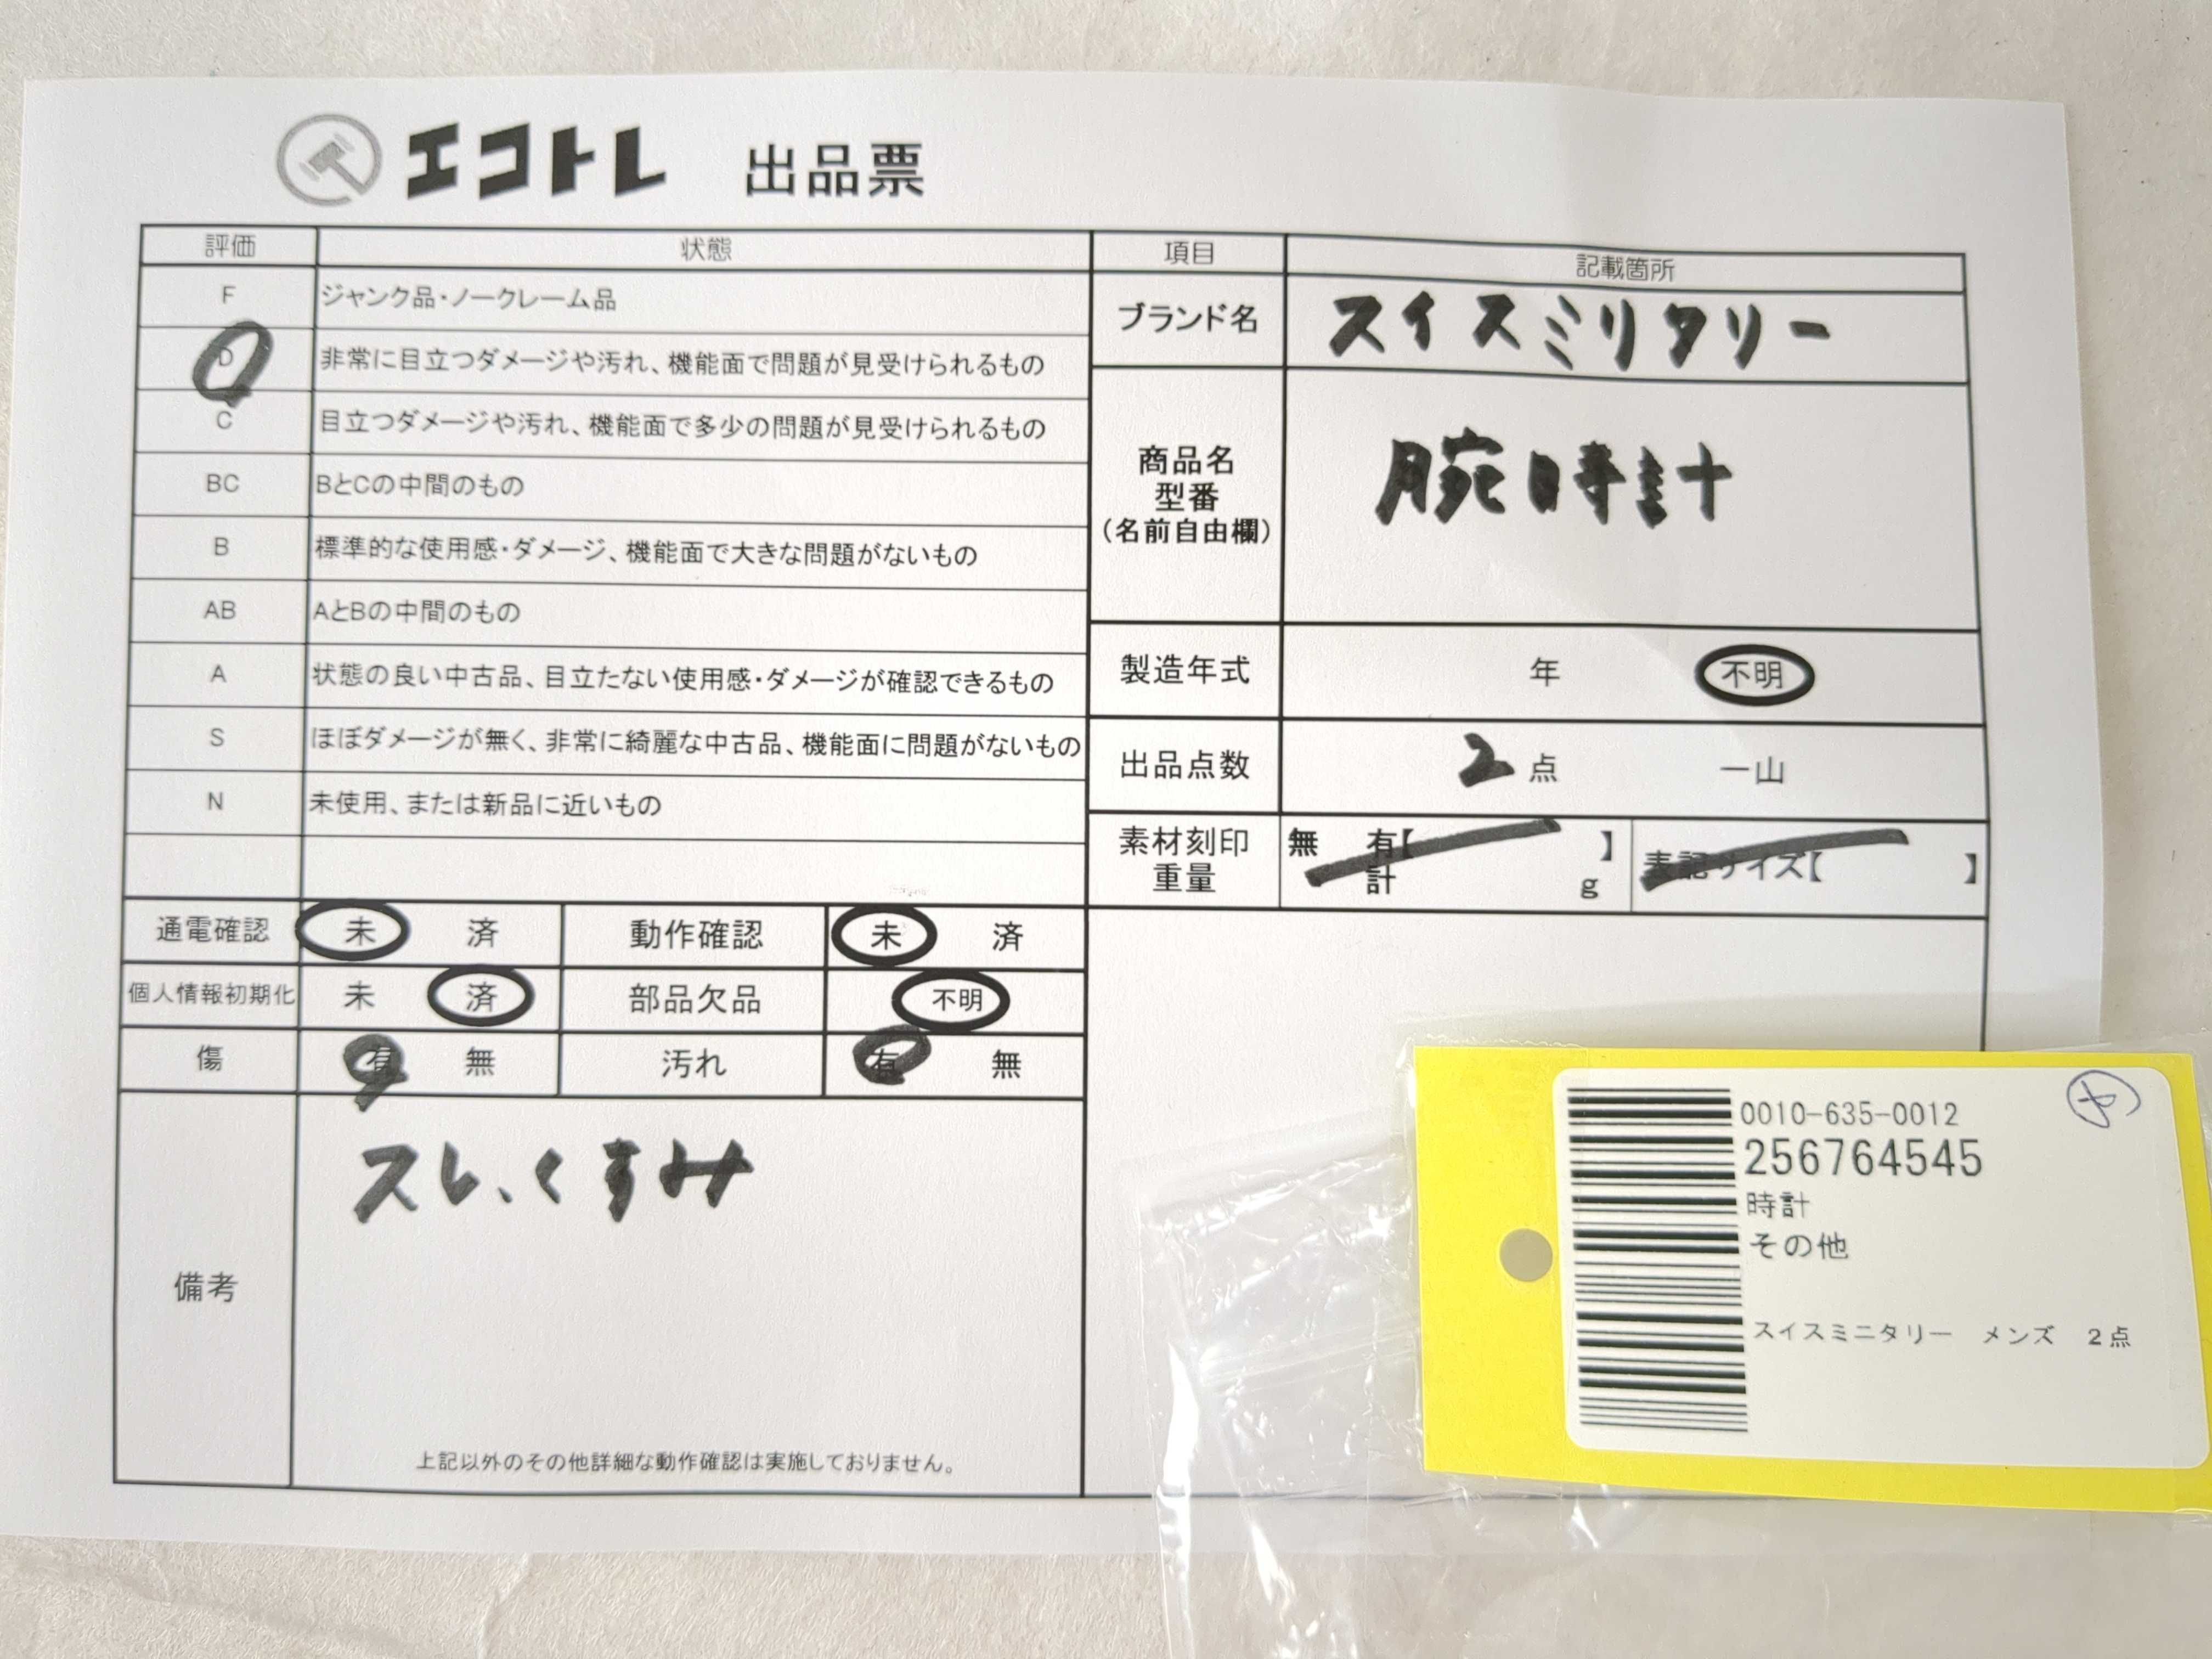 エコトレ 出品票
評価 状態
F ジャンク品・ノークレーム品
D 非常に目立つダメージや汚れ、機能面で問題が見受けられるもの
C 目立つダメージや汚れ、機能面で多少の問題が見受けられるもの
BC BとCの中間のもの
B 標準的な使用感・ダメージ、機能面で大きな問題がないもの
AB AとBの中間のもの
A 状態の良い中古品、目立たない使用感・ダメージが確認できるもの
S ほぼダメージが無く、非常に綺麗な中古品、機能面に問題がないもの
N 未使用、または新品に近いもの
通電確認 未 済 動作確認 未 済
個人情報初期化 未 済 部品欠品 不明
傷 有 無 汚れ 有 無
備考
スレ、くすみ
上記以外のその他詳細な動作確認は実施しておりません。
項目 記載箇所
ブランド名 スイスミリタリー
商品名
型番
(名前自由欄)
腕時計
製造年式 年 不明
出品点数 2点 一山
素材刻印 無 有【 】 表記サイズ【 】
重量 計 g
0010-635-0012
256764545
時計
その他
スイスミニタリー メンズ 2点